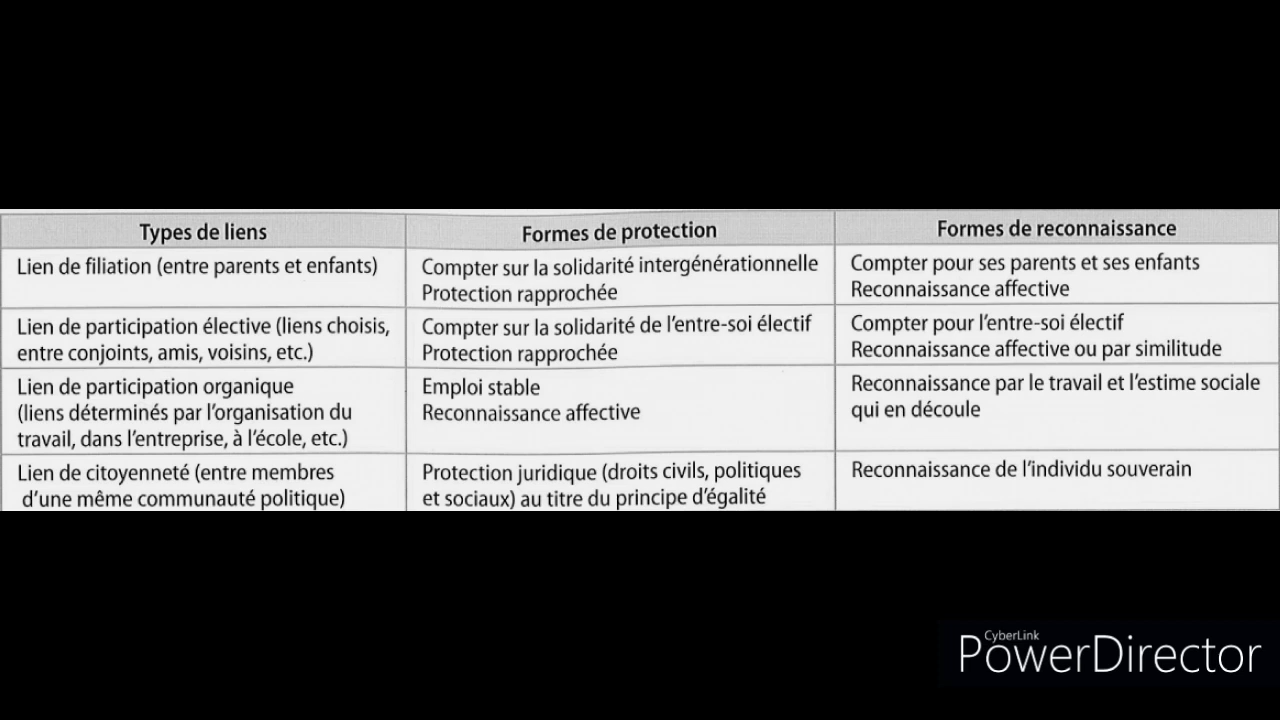 Types de liens
Formes de protection
Formes de reconnaissance
Lien de filiation (entre parents et enfants)
Compter sur la solidarité intergénérationnelle
Protection rapprochée
Compter pour ses parents et ses enfants
Reconnaissance affective
Lien de participation élective (liens choisis,
entre conjoints, amis, voisins, etc.)
Compter sur la solidarité de l'entre-soi électif
Protection rapprochée
Compter pour l'entre-soi électif
Reconnaissance affective ou par similitude
Lien de participation organique
(liens déterminés par l'organisation du
travail, dans l'entreprise, à l'école, etc.)
Emploi stable
Reconnaissance affective
Reconnaissance par le travail et l'estime sociale
qui en découle
Lien de citoyenneté (entre membres
d'une même communauté politique)
Protection juridique (droits civils, politiques
et sociaux) au titre du principe d'égalité
Reconnaissance de l'individu souverain
CyberLink
PowerDirector